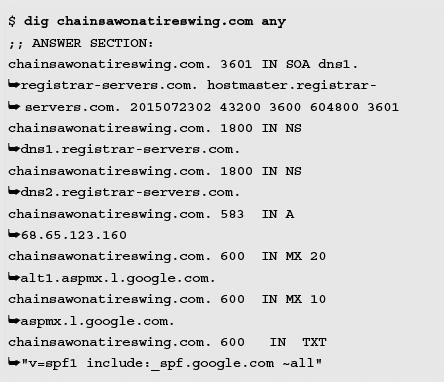 $ dig chainsawonatireswing.com any
;; ANSWER SECTION:
chainsawonatireswing.com. 3601 IN SOA dns1.
➥registrar-servers.com. hostmaster.registrar-
➥servers.com. 2015072302 43200 3600 604800 3601
chainsawonatireswing.com. 1800 IN NS
➥dns1.registrar-servers.com.
chainsawonatireswing.com. 1800 IN NS
➥dns2.registrar-servers.com.
chainsawonatireswing.com. 583 IN A
➥68.65.123.160
chainsawonatireswing.com. 600 IN MX 20
➥alt1.aspmx.l.google.com.
chainsawonatireswing.com. 600 IN MX 10
➥aspmx.l.google.com.
chainsawonatireswing.com. 600 IN TXT
➥"v=spf1 include:_spf.google.com ~all"